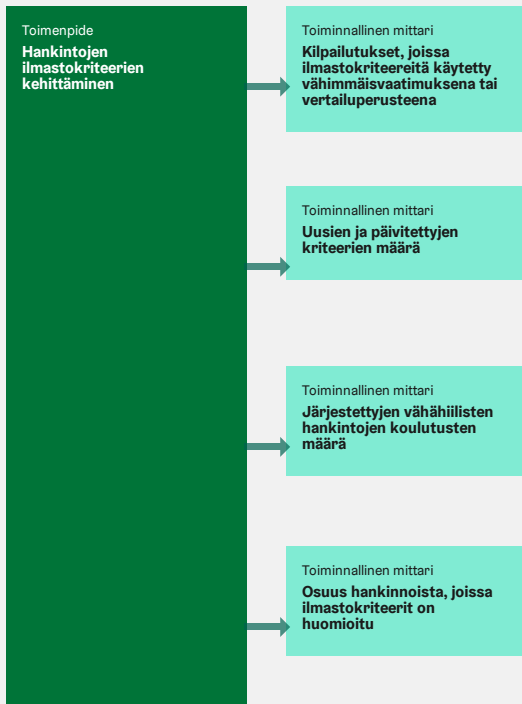 Toimenpide
Hankintojen
ilmastokriteerien
kehittäminen
Toiminnallinen mittari
Kilpailutukset, joissa
ilmastokriteereitä käytetty
vähimmäisvaatimuksena tai
vertailuperusteena
Toiminnallinen mittari
Uusien ja päivitettyjen
kriteerien määrä
Toiminnallinen mittari
Järjestettyjen vähähiilisten
hankintojen koulutusten
määrä
Toiminnallinen mittari
Osuus hankinnoista, joissa
ilmastokriteerit on
huomioitu